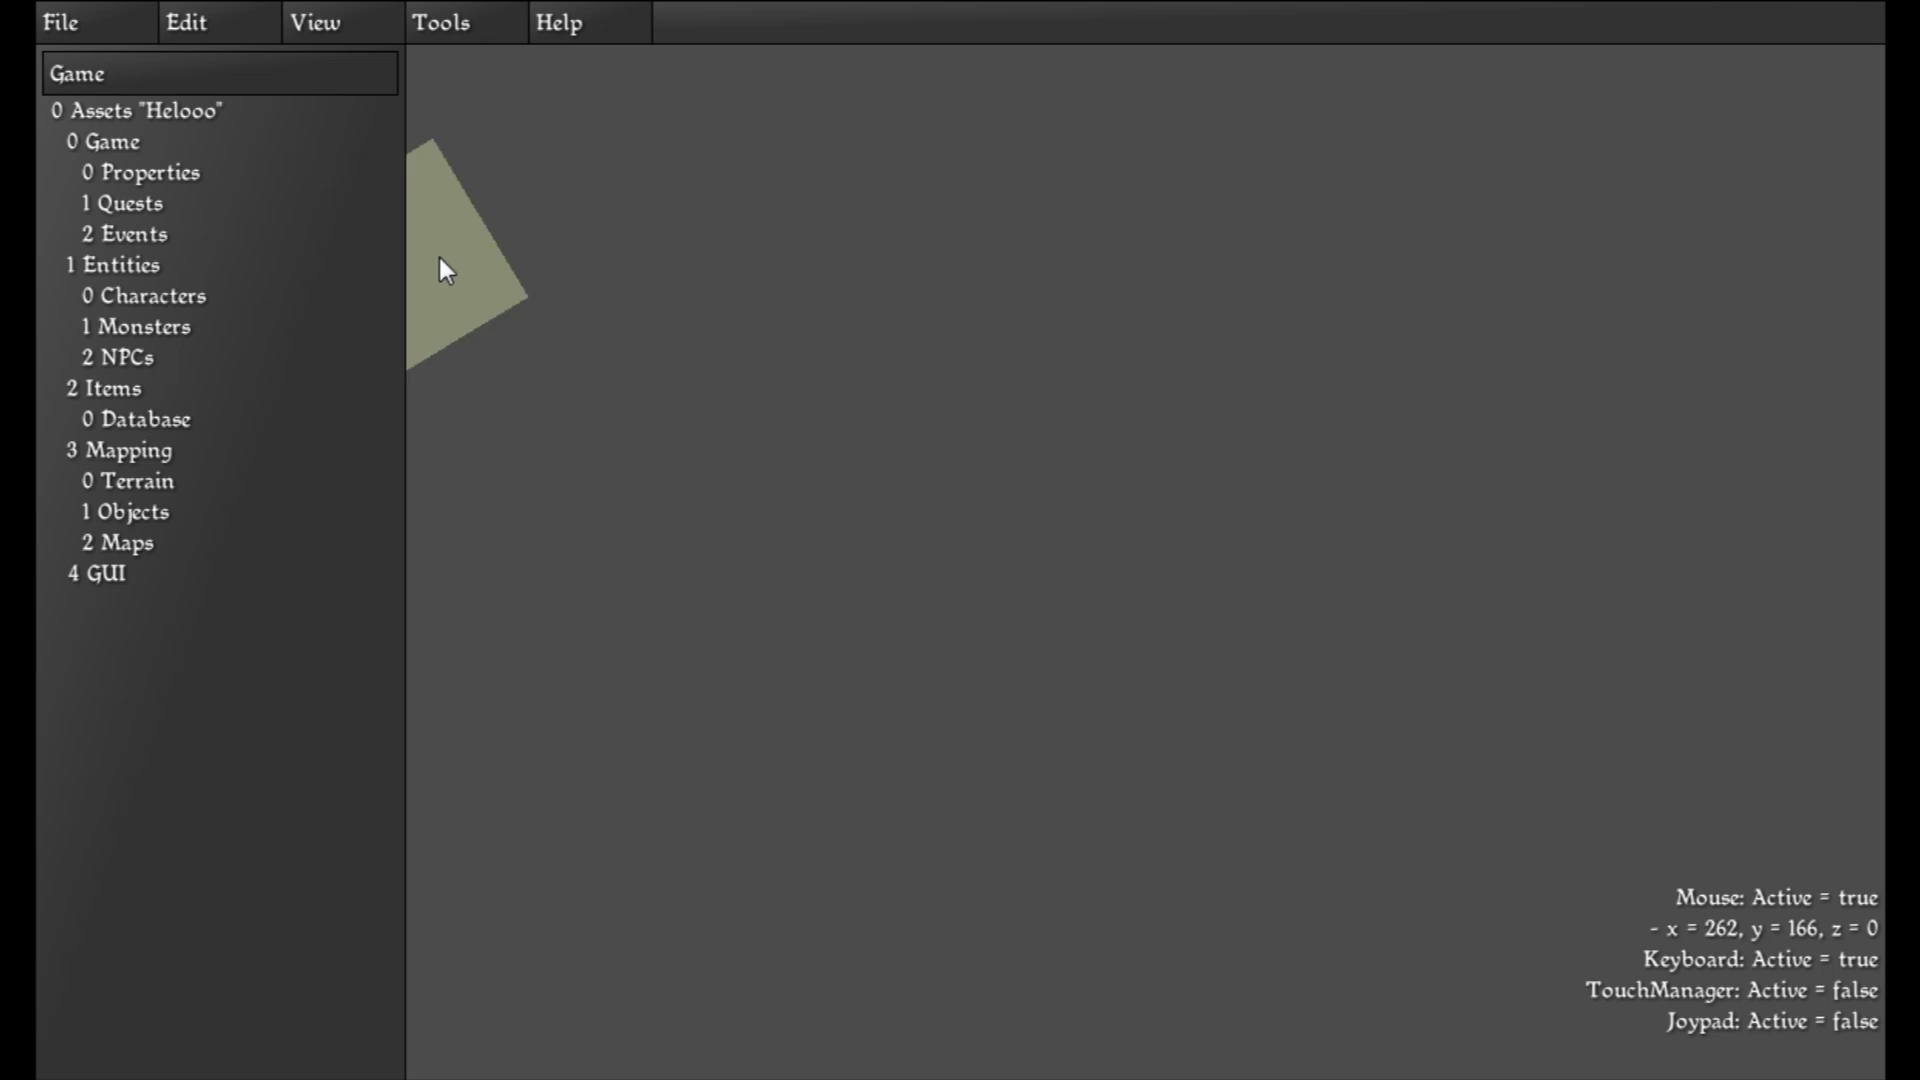 File Edit View Tools Help
Game
0 Assets "Helooo"
0 Game
0 Properties
1 Quests
2 Events
1 Entities
0 Characters
1 Monsters
2 NPCs
2 Items
0 Database
3 Mapping
0 Terrain
1 Objects
2 Maps
4 GUI
Mouse: Active = true
- x = 262, y = 166, z = 0
Keyboard: Active = true
TouchManager: Active = false
Joypad: Active = false